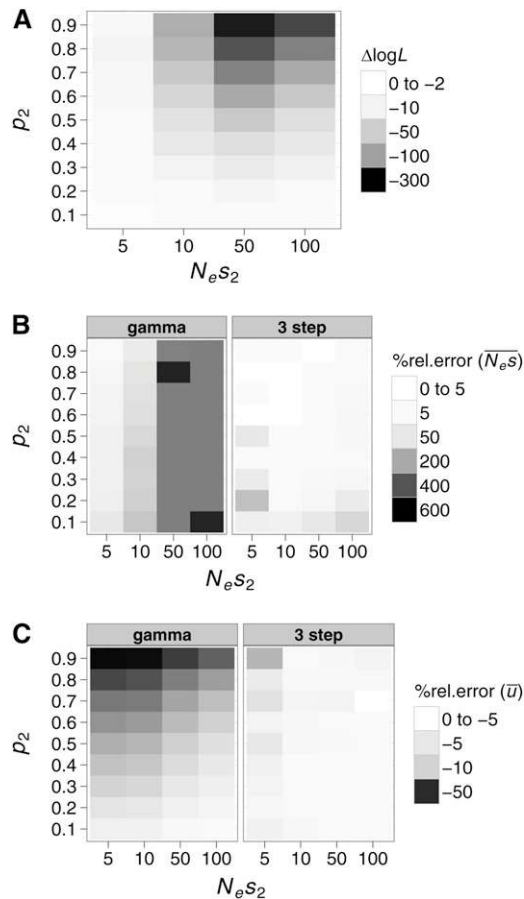 A
ΔlogL
0 to −2
−10
−50
−100
−300
p₂
0.9
0.8
0.7
0.6
0.5
0.4
0.3
0.2
0.1
5 10 50 100
Nₑs₂
B
gamma 3 step
%rel.error (N̅ₑ̅s̅)
0 to 5
5
50
200
400
600
p₂
0.9
0.8
0.7
0.6
0.5
0.4
0.3
0.2
0.1
5 10 50 100 5 10 50 100
Nₑs₂
C
gamma 3 step
%rel.error (u̅)
0 to −5
−5
−10
−50
p₂
0.9
0.8
0.7
0.6
0.5
0.4
0.3
0.2
0.1
5 10 50 100 5 10 50 100
Nₑs₂